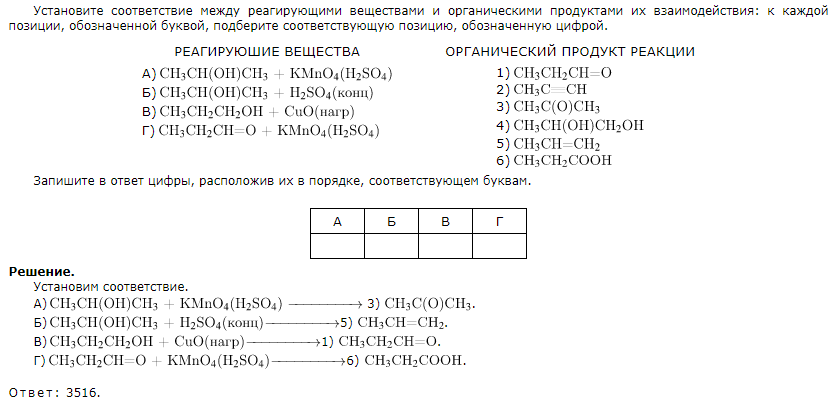 Установите соответствие между реагирующими веществами и органическими продуктами их взаимодействия: к каждой
позиции, обозначенной буквой, подберите соответствующую позицию, обозначенную цифрой.
РЕАГИРУЮШИЕ ВЕЩЕСТВА
А) CH₃CH(OH)CH₃ + KMnO₄(H₂SO₄)
Б) CH₃CH(OH)CH₃ + H₂SO₄(конц)
В) CH₃CH₂CH₂OH + CuO(нагр)
Г) CH₃CH₂CH=O + KMnO₄(H₂SO₄)
ОРГАНИЧЕСКИЙ ПРОДУКТ РЕАКЦИИ
1) CH₃CH₂CH=O
2) CH₃C≡CH
3) CH₃C(O)CH₃
4) CH₃CH(OH)CH₂OH
5) CH₃CH=CH₂
6) CH₃CH₂COOH
Запишите в ответ цифры, расположив их в порядке, соответствующем буквам.
А Б В Г
Решение.
Установим соответствие.
А) CH₃CH(OH)CH₃ + KMnO₄(H₂SO₄) ⟶ 3) CH₃C(O)CH₃.
Б) CH₃CH(OH)CH₃ + H₂SO₄(конц) ⟶ 5) CH₃CH=CH₂.
В) CH₃CH₂CH₂OH + CuO(нагр) ⟶ 1) CH₃CH₂CH=O.
Г) CH₃CH₂CH=O + KMnO₄(H₂SO₄) ⟶ 6) CH₃CH₂COOH.
Ответ: 3516.